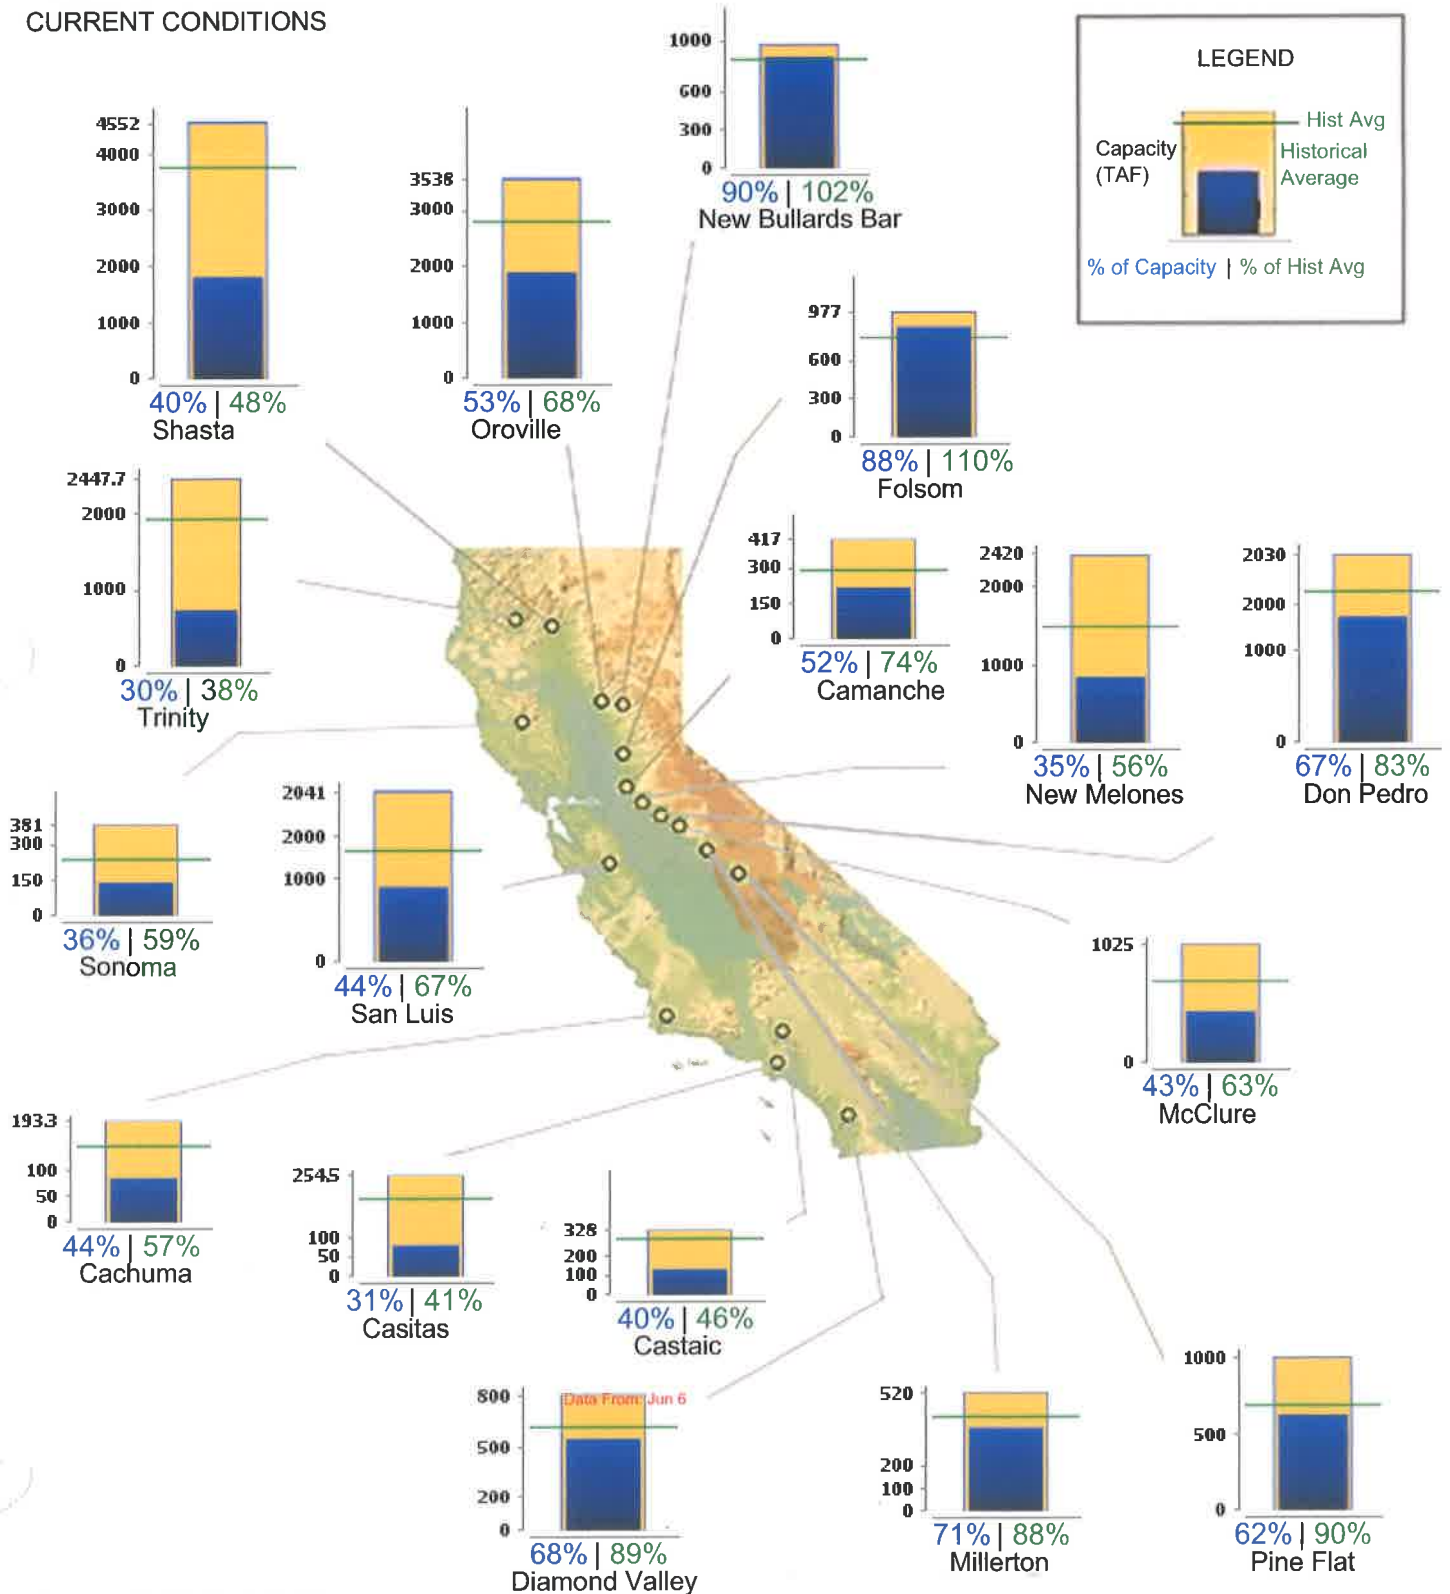 CURRENT CONDITIONS
LEGEND
Hist Avg
Capacity
(TAF)
Historical
Average
% of Capacity | % of Hist Avg
1000
600
300
0
90% | 102%
New Bullards Bar
4552
4000
3000
2000
1000
0
40% | 48%
Shasta
3538
3000
2000
1000
0
53% | 68%
Oroville
977
600
300
0
88% | 110%
Folsom
2447.7
2000
1000
0
30% | 38%
Trinity
417
300
150
0
52% | 74%
Camanche
2420
2000
1000
0
35% | 56%
New Melones
2030
2000
1000
0
67% | 83%
Don Pedro
381
300
150
0
36% | 59%
Sonoma
2041
2000
1000
0
44% | 67%
San Luis
1025
0
43% | 63%
McClure
193.3
100
50
0
44% | 57%
Cachuma
254.5
100
50
0
31% | 41%
Casitas
328
200
100
0
40% | 46%
Castaic
800
Data From: Jun 6
500
200
0
68% | 89%
Diamond Valley
520
200
100
0
71% | 88%
Millerton
1000
500
0
62% | 90%
Pine Flat